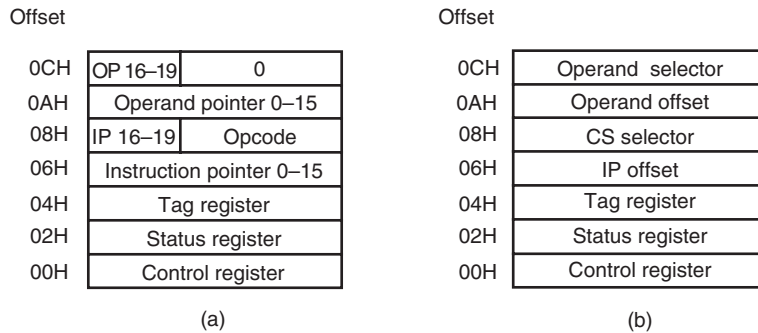 Offset
0CH OP 16–19 0
0AH Operand pointer 0–15
08H IP 16–19 Opcode
06H Instruction pointer 0–15
04H Tag register
02H Status register
00H Control register
(a)
Offset
0CH Operand selector
0AH Operand offset
08H CS selector
06H IP offset
04H Tag register
02H Status register
00H Control register
(b)